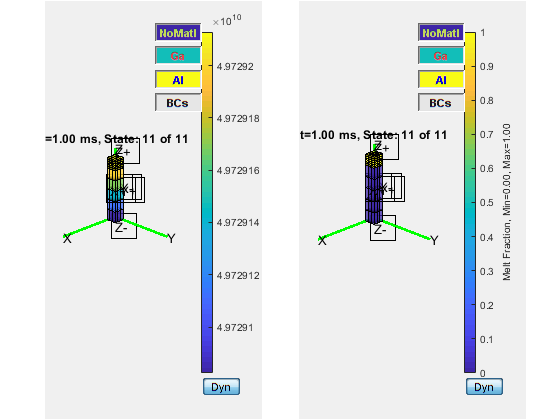 ×10^10
NoMatl
Ga
Al
BCs
4.97292
4.972918
4.972916
4.972914
4.972912
4.97291
=1.00 ms, State: 11 of 11
Z+
X+
Z-
X
Y
Dyn
NoMatl
Ga
Al
BCs
1
0.9
0.8
0.7
0.6
0.5
0.4
0.3
0.2
0.1
0
Melt Fraction, Min=0.00, Max=1.00
t=1.00 ms, State: 11 of 11
Z+
Z-
X
Y
Dyn